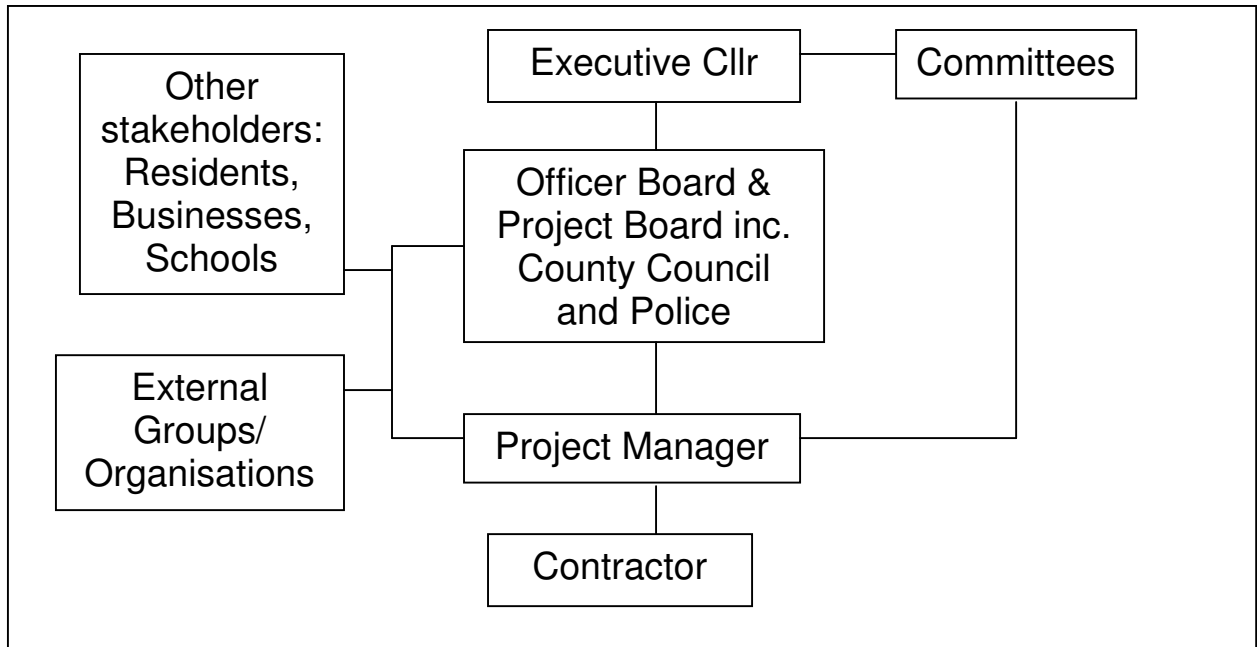 Other
stakeholders:
Residents,
Businesses,
Schools
Executive Cllr
Committees
Officer Board &
Project Board inc.
County Council
and Police
External
Groups/
Organisations
Project Manager
Contractor